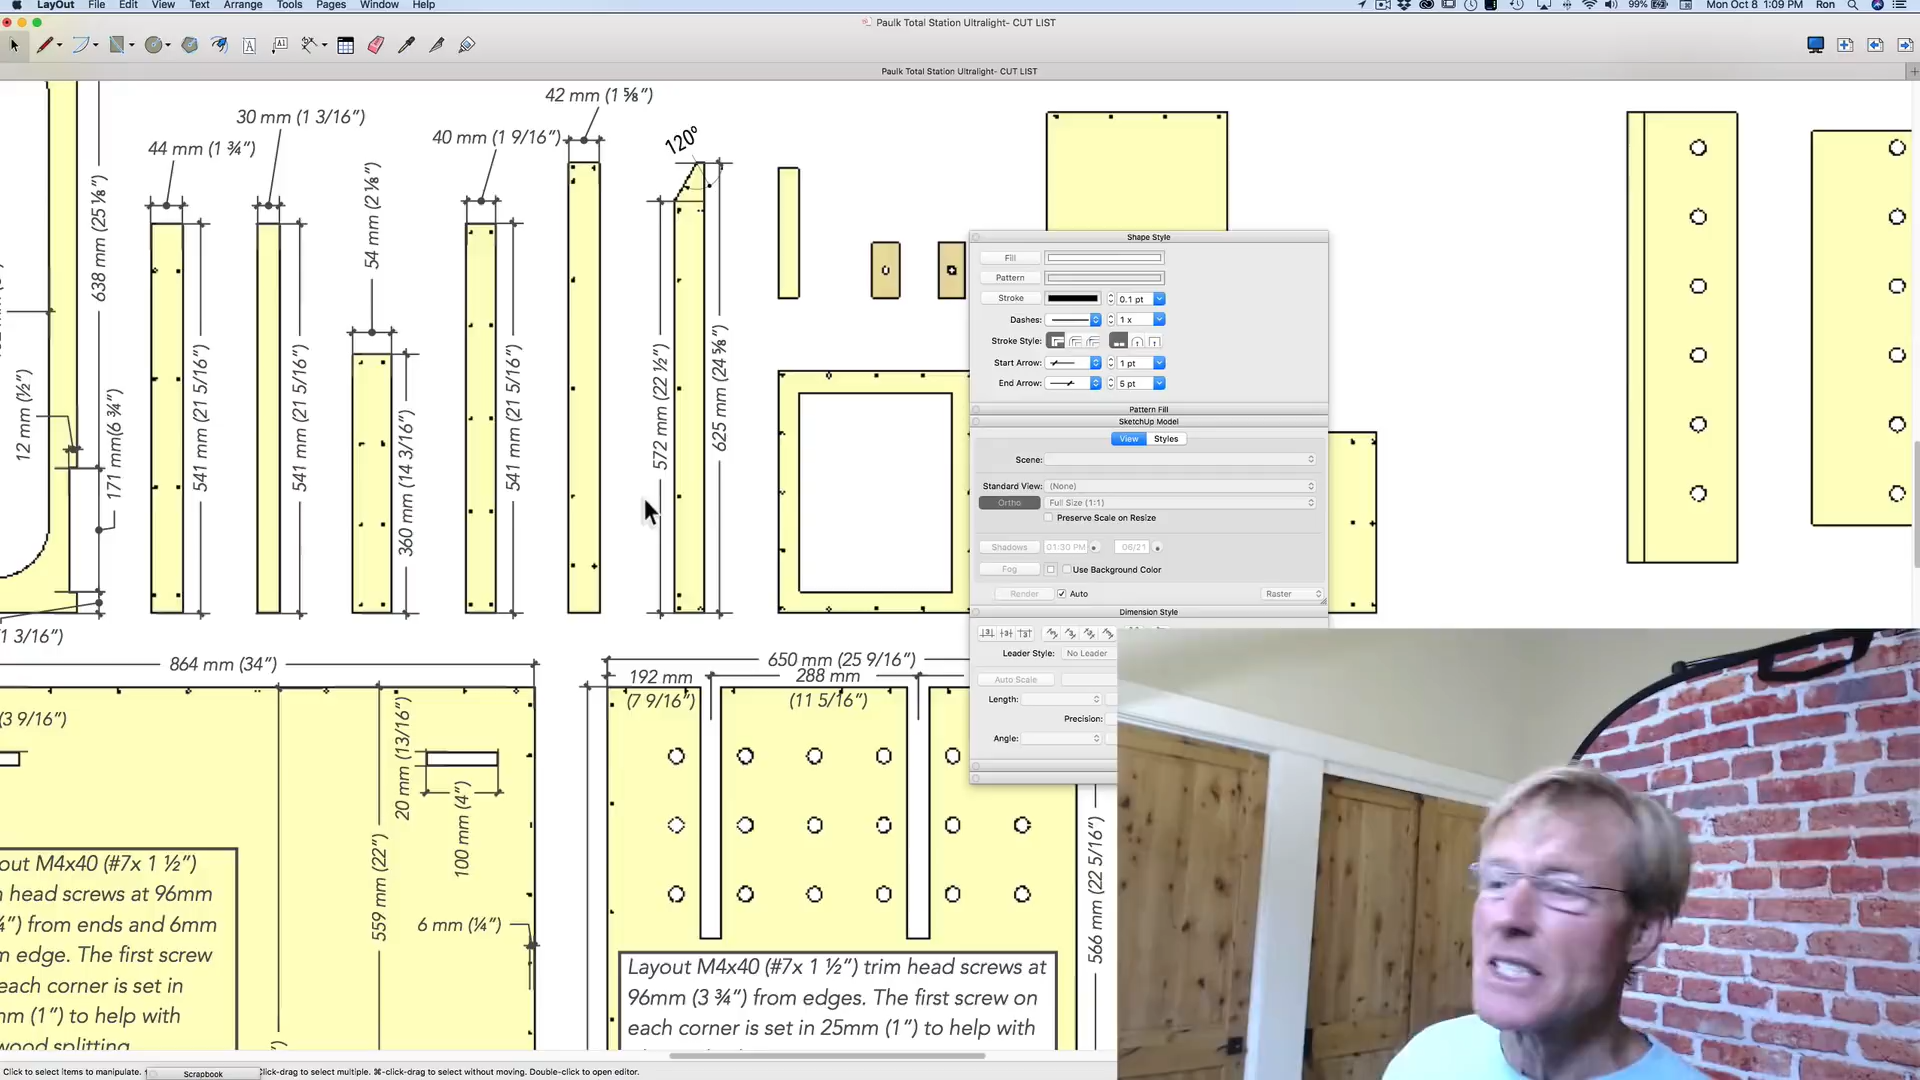 LayOut File Edit View Text Arrange Tools Pages Window Help
99% Mon Oct 8 1:09 PM Ron
Paulk Total Station Ultralight- CUT LIST
Paulk Total Station Ultralight- CUT LIST
42 mm (1 ⅝")
30 mm (1 3/16")
40 mm (1 9/16")
120°
44 mm (1 ¾")
54 mm (2 ⅛")
638 mm (25 ⅛")
12 mm (½")
171 mm(6 ¾")
541 mm (21 5/16")
541 mm (21 5/16")
360 mm (14 3/16")
541 mm (21 5/16")
572 mm (22 ½")
625 mm (24 ⅝")
1 3/16")
864 mm (34")
(3 9/16")
20 mm (13/16")
100 mm (4")
559 mm (22")
6 mm (¼")
650 mm (25 9/16")
192 mm
288 mm
(7 9/16")
(11 5/16")
566 mm (22 5/16")
out M4x40 (#7x 1 ½")
head screws at 96mm
from ends and 6mm
edge. The first screw
each corner is set in
(1") to help with
wood splitting.
Layout M4x40 (#7x 1 ½") trim head screws at
96mm (3 ¾") from edges. The first screw on
each corner is set in 25mm (1") to help with
Shape Style
Fill
Pattern
Stroke 0.1 pt
Dashes: 1 x
Stroke Style:
Start Arrow: 1 pt
End Arrow: 5 pt
Pattern Fill
SketchUp Model
View Styles
Scene:
Standard View: (None)
Ortho Full Size (1:1)
Preserve Scale on Resize
Shadows 01:30 PM 06/21
Fog Use Background Color
Render Auto Raster
Dimension Style
Leader Style: No Leader
Auto Scale
Length:
Precision:
Angle:
Click to select items to manipulate. Click-drag to select multiple. ⌘-click-drag to select without moving. Double-click to open editor.
Scrapbook